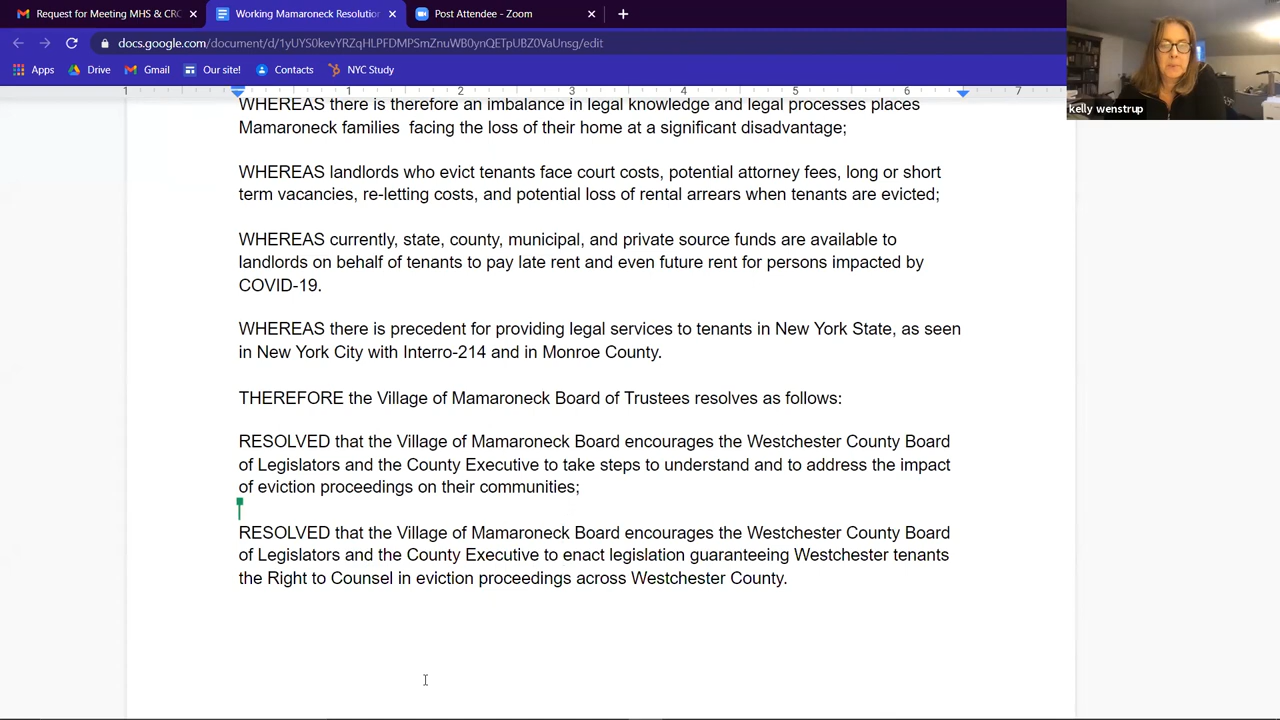 Request for Meeting MHS & CRC
Working Mamaroneck Resolution
Post Attendee - Zoom
docs.google.com/document/d/1yUYS0kevYRZqHLPFDMPSmZnuWB0ynQETpUBZ0VaUnsg/edit
Apps
Drive
Gmail
Our site!
Contacts
NYC Study
kelly wenstrup
1 1 2 3 4 5 6 7
WHEREAS there is therefore an imbalance in legal knowledge and legal processes places
Mamaroneck families facing the loss of their home at a significant disadvantage;
WHEREAS landlords who evict tenants face court costs, potential attorney fees, long or short
term vacancies, re-letting costs, and potential loss of rental arrears when tenants are evicted;
WHEREAS currently, state, county, municipal, and private source funds are available to
landlords on behalf of tenants to pay late rent and even future rent for persons impacted by
COVID-19.
WHEREAS there is precedent for providing legal services to tenants in New York State, as seen
in New York City with Interro-214 and in Monroe County.
THEREFORE the Village of Mamaroneck Board of Trustees resolves as follows:
RESOLVED that the Village of Mamaroneck Board encourages the Westchester County Board
of Legislators and the County Executive to take steps to understand and to address the impact
of eviction proceedings on their communities;
RESOLVED that the Village of Mamaroneck Board encourages the Westchester County Board
of Legislators and the County Executive to enact legislation guaranteeing Westchester tenants
the Right to Counsel in eviction proceedings across Westchester County.